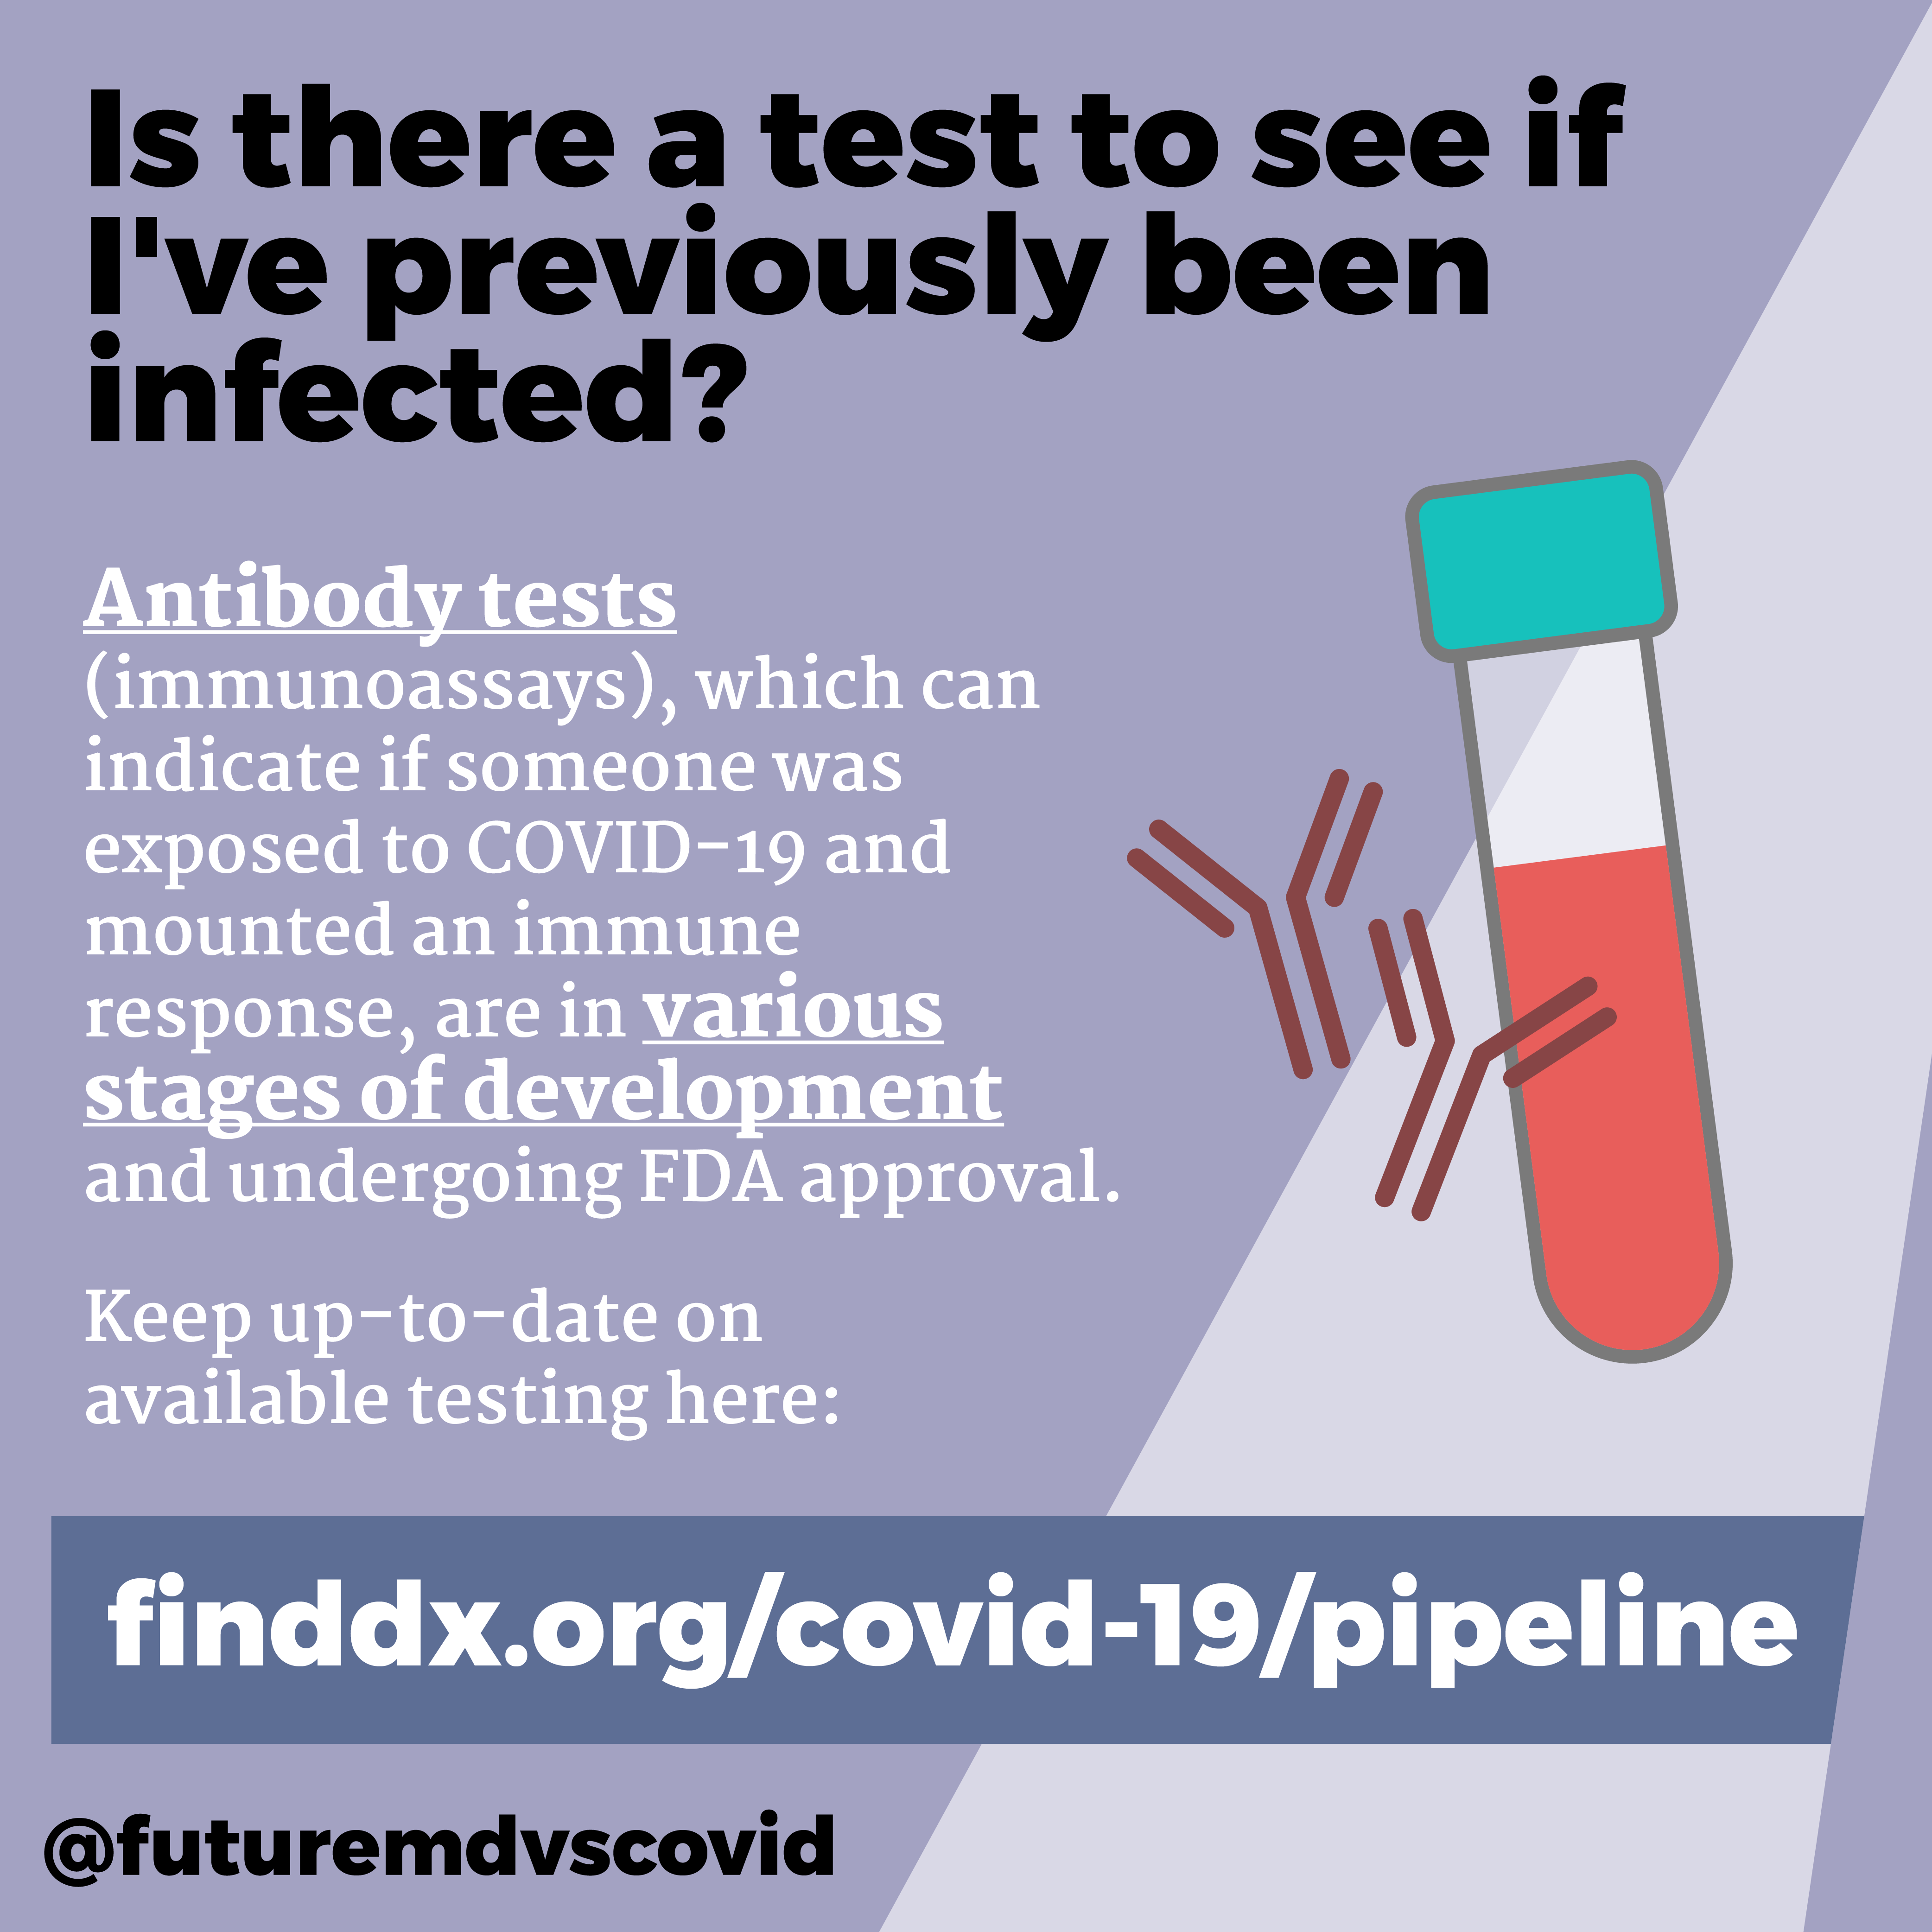 Is there a test to see if
I've previously been
infected?
Antibody tests
(immunoassays), which can
indicate if someone was
exposed to COVID-19 and
mounted an immune
response, are in various
stages of development
and undergoing FDA approval.
Keep up-to-date on
available testing here:
finddx.org/covid-19/pipeline
@futuremdvscovid